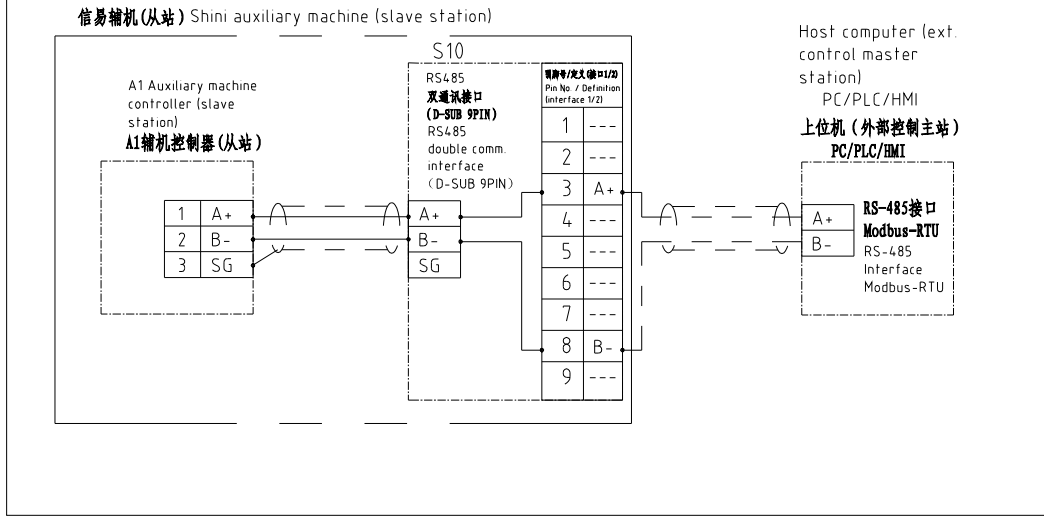 信易辅机(从站) Shini auxiliary machine (slave station)
Host computer (ext.
control master
station)
PC/PLC/HMI
上位机（外部控制主站）
PC/PLC/HMI
S10
A1 Auxiliary machine
controller (slave
station)
A1辅机控制器(从站)
RS485
双通讯接口
(D-SUB 9PIN)
RS485
double comm.
interface
(D-SUB 9PIN)
Pin No. / Definition
(interface 1/2)
1 ---
2 ---
3 A+
4 ---
5 ---
6 ---
7 ---
8 B-
9 ---
1 A+
2 B-
3 SG
A+
B-
SG
A+
B-
RS-485接口
Modbus-RTU
RS-485
Interface
Modbus-RTU